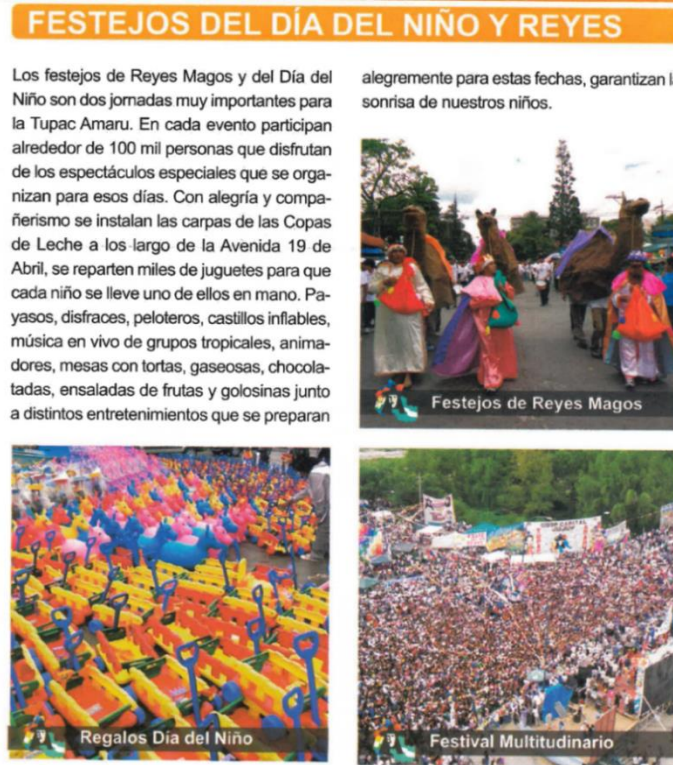 FESTEJOS DEL DÍA DEL NIÑO Y REYES
Los festejos de Reyes Magos y del Día del
Niño son dos jornadas muy importantes para
la Tupac Amaru. En cada evento participan
alrededor de 100 mil personas que disfrutan
de los espectáculos especiales que se orga-
nizan para esos días. Con alegría y compa-
ñerismo se instalan las carpas de las Copas
de Leche a los largo de la Avenida 19 de
Abril, se reparten miles de juguetes para que
cada niño se lleve uno de ellos en mano. Pa-
yasos, disfraces, peloteros, castillos inflables,
música en vivo de grupos tropicales, anima-
dores, mesas con tortas, gaseosas, chocola-
tadas, ensaladas de frutas y golosinas junto
a distintos entretenimientos que se preparan
alegremente para estas fechas, garantizan l
sonrisa de nuestros niños.
Festejos de Reyes Magos
Regalos Día del Niño
Festival Multitudinario